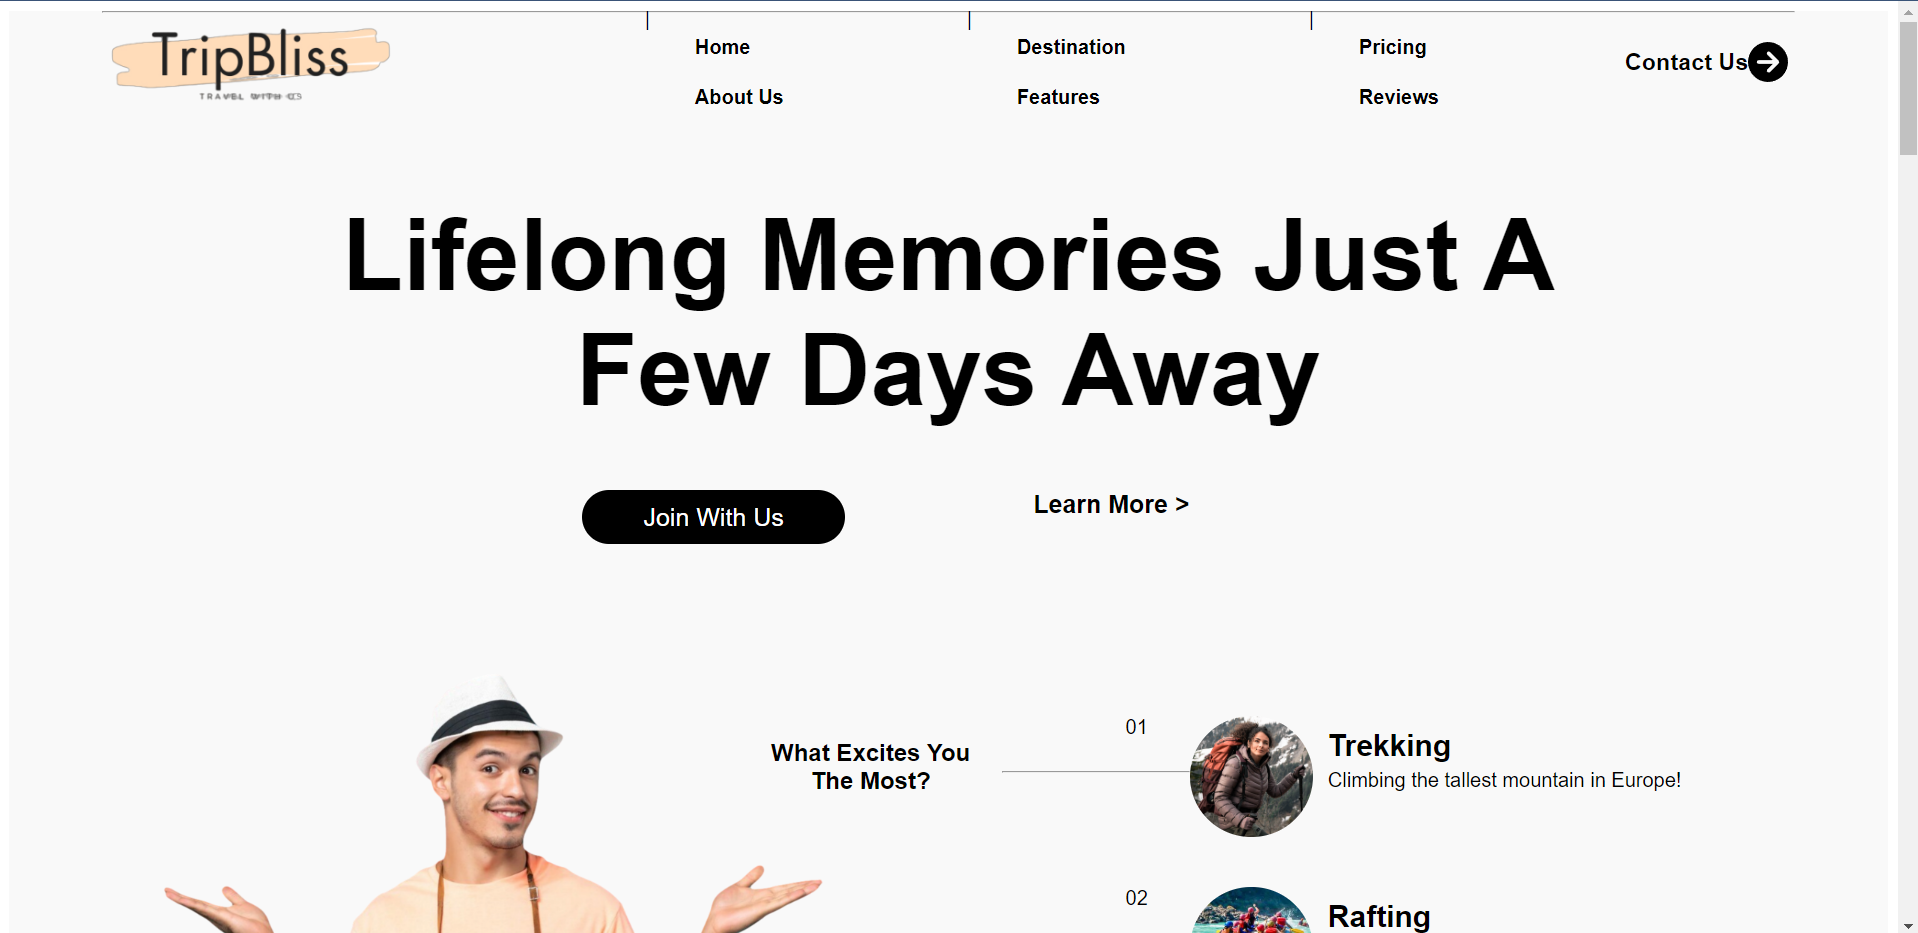 TripBliss
TRAVEL WITH US
Home
About Us
Destination
Features
Pricing
Reviews
Contact Us
Lifelong Memories Just A
Few Days Away
Join With Us
Learn More >
What Excites You
The Most?
01
Trekking
Climbing the tallest mountain in Europe!
02
Rafting